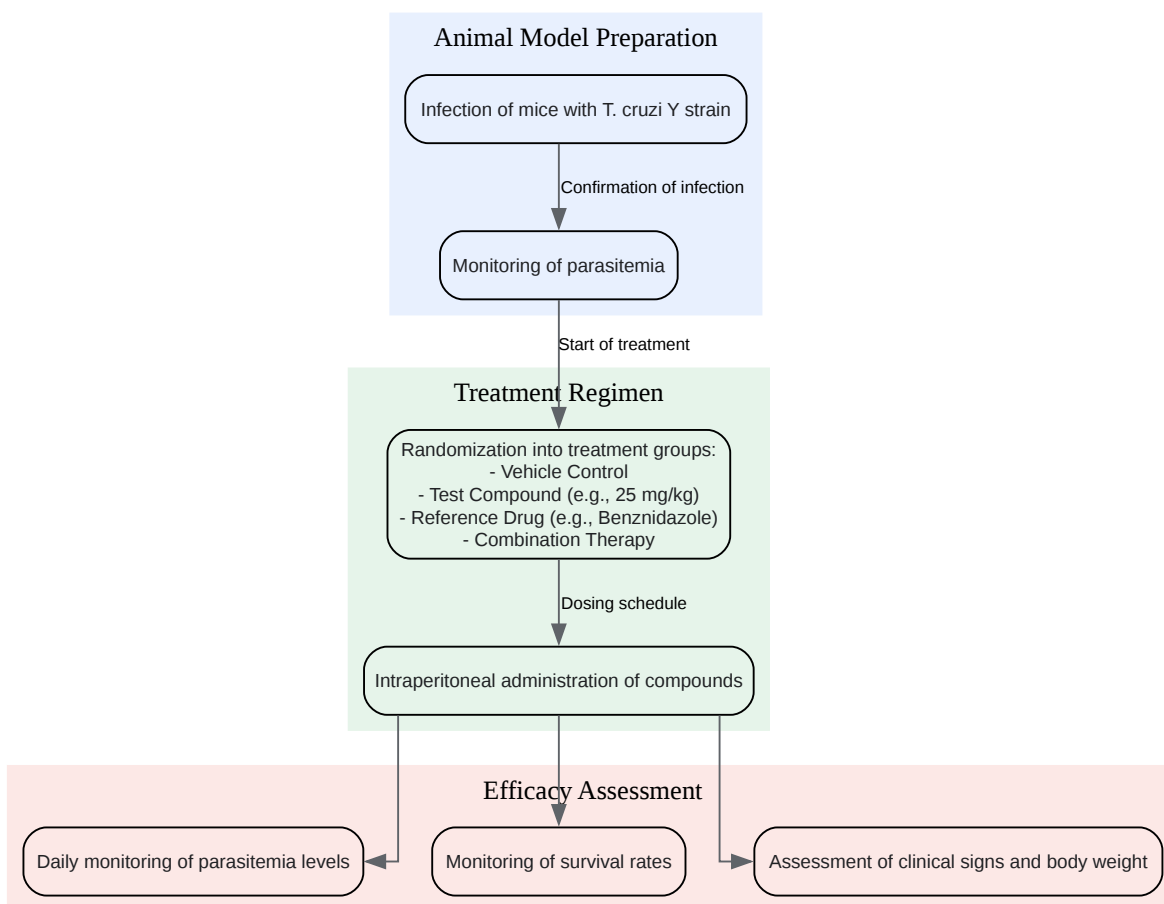 Animal Model Preparation
Infection of mice with T. cruzi Y strain
Confirmation of infection
Monitoring of parasitemia
Start of treatment
Treatment Regimen
Randomization into treatment groups:
- Vehicle Control
- Test Compound (e.g., 25 mg/kg)
- Reference Drug (e.g., Benznidazole)
- Combination Therapy
Dosing schedule
Intraperitoneal administration of compounds
Efficacy Assessment
Daily monitoring of parasitemia levels
Monitoring of survival rates
Assessment of clinical signs and body weight